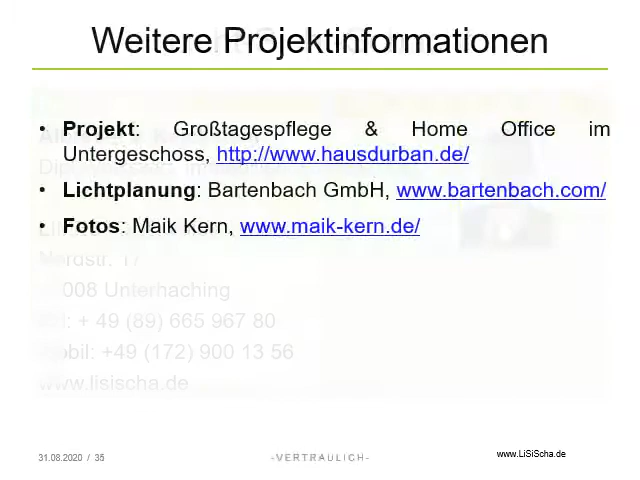 Weitere Projektinformationen
• Projekt: Großtagespflege & Home Office im
Untergeschoss, http://www.hausdurban.de/
• Lichtplanung: Bartenbach GmbH, www.bartenbach.com/
• Fotos: Maik Kern, www.maik-kern.de/
Nordstr. 17
008 Unterhaching
: + 49 (89) 665 967 80
obil: +49 (172) 900 13 56
www.lisischa.de
31.08.2020 / 35
-VERTRAULICH-
www.LiSiScha.de